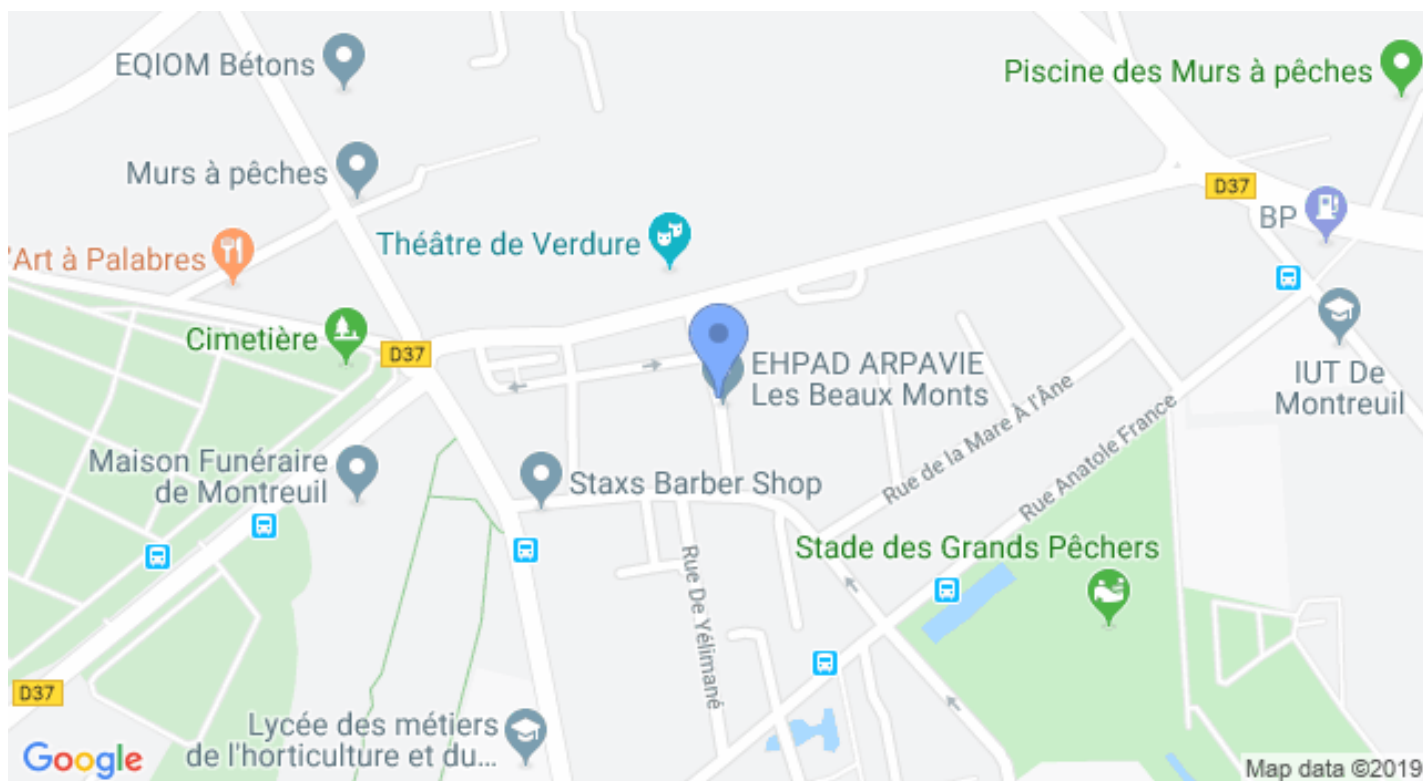 EQIOM Bétons
Piscine des Murs à pêches
Murs à pêches
D37
BP
Théâtre de Verdure
'Art à Palabres
Cimetière
D37
EHPAD ARPAVIE
Les Beaux Monts
IUT De
Montreuil
Rue de la Mare À l'Âne
Rue Anatole France
Maison Funéraire
de Montreuil
Staxs Barber Shop
Stade des Grands Pêchers
Rue De Yélimané
D37
Lycée des métiers
de l'horticulture et du...
Google
Map data ©2019